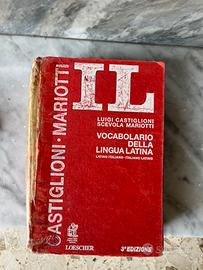 IL
LUIGI CASTIGLIONI
SCEVOLA MARIOTTI
VOCABOLARIO
DELLA
LINGUA LATINA
LATINO-ITALIANO • ITALIANO-LATINO
LOESCHER
3ª EDIZIONE
CASTIGLIONI • MARIOTTI